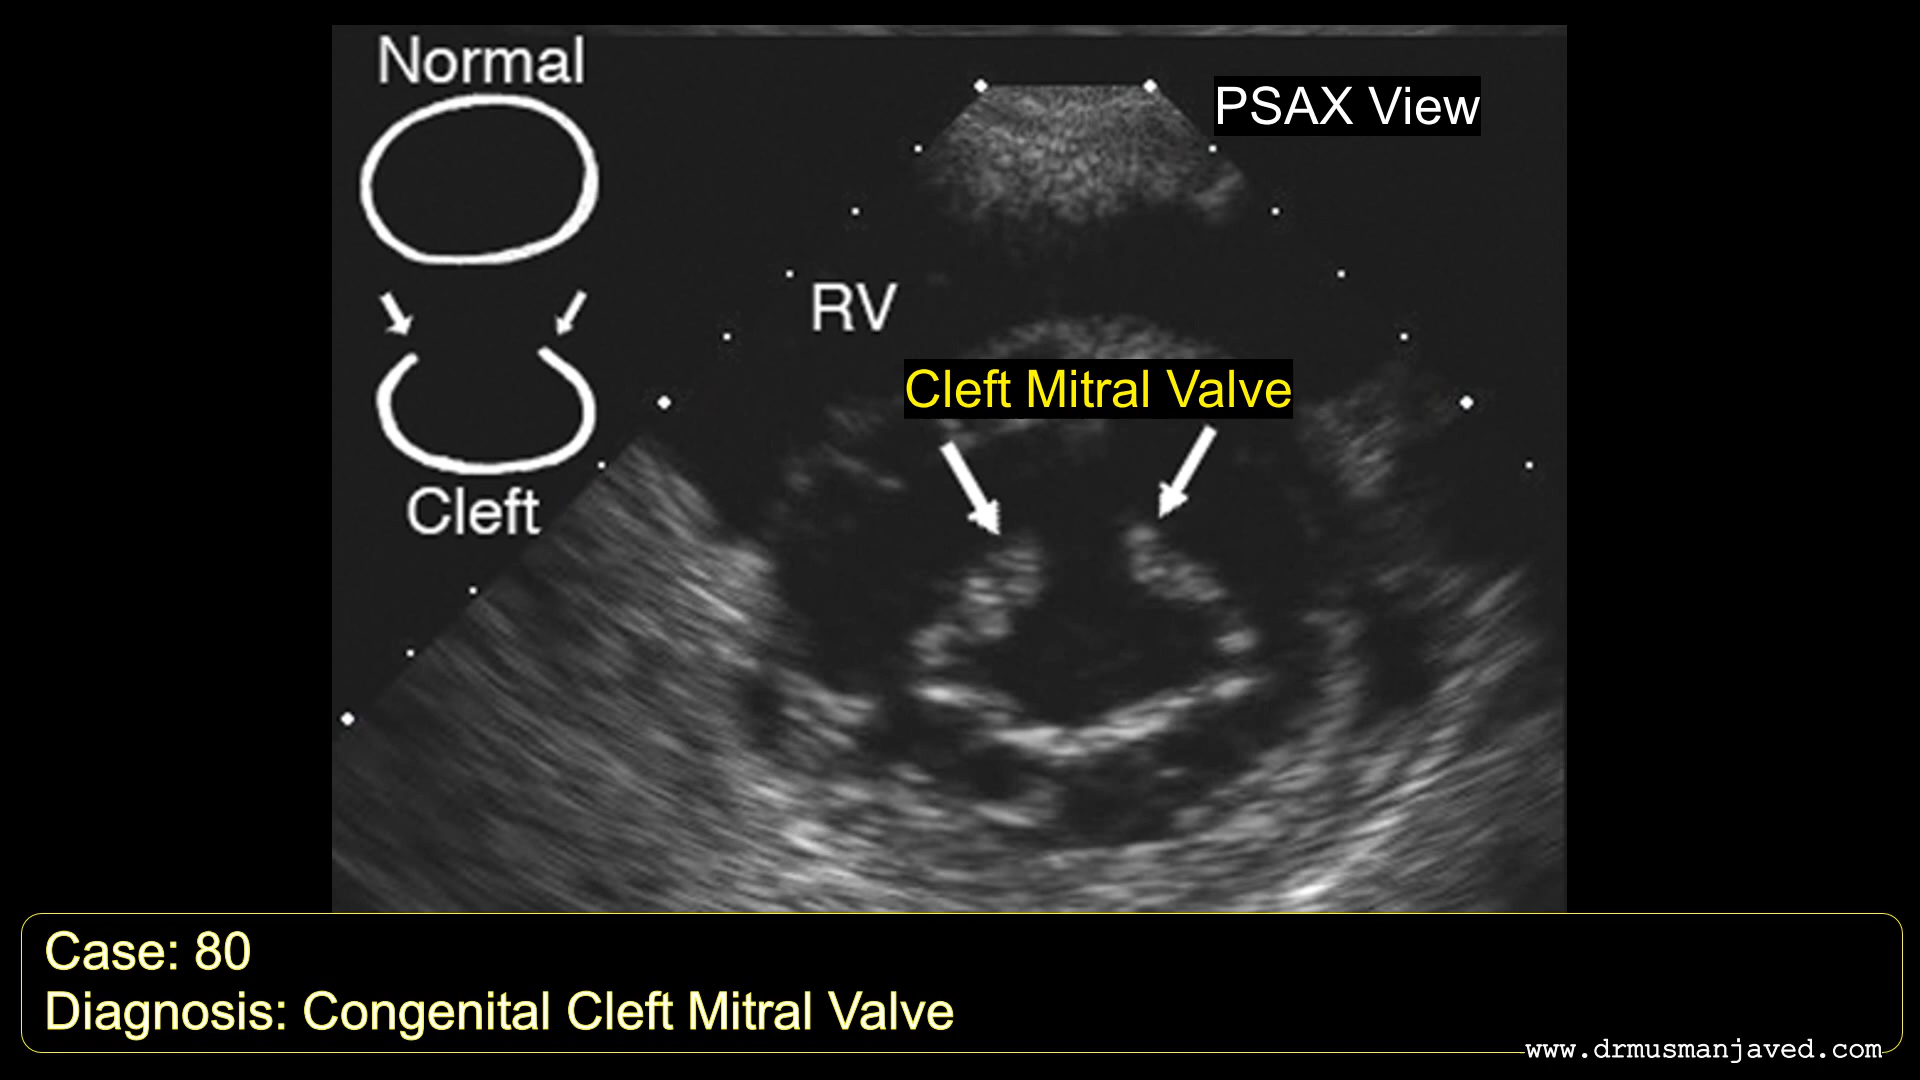 Normal
PSAX View
RV
Cleft Mitral Valve
Cleft
Case: 80
Diagnosis: Congenital Cleft Mitral Valve
www.drmusmanjaved.com